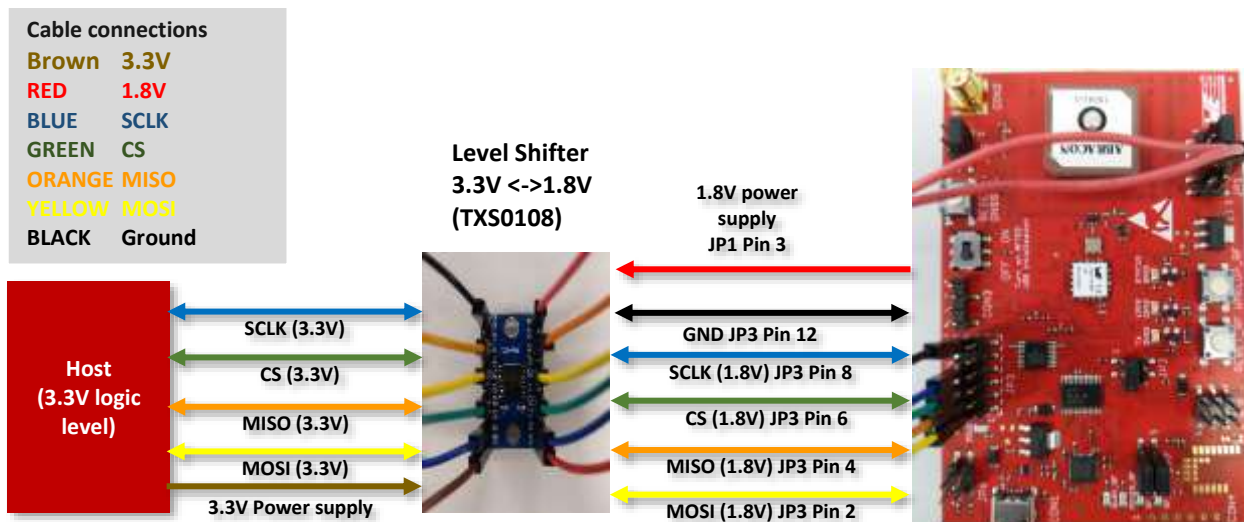 Cable connections
Brown 3.3V
RED 1.8V
BLUE SCLK
GREEN CS
ORANGE MISO
YELLOW MOSI
BLACK Ground
Level Shifter
3.3V <->1.8V
(TXS0108)
1.8V power
supply
JP1 Pin 3
Host
(3.3V logic
level)
SCLK (3.3V)
CS (3.3V)
MISO (3.3V)
MOSI (3.3V)
3.3V Power supply
GND JP3 Pin 12
SCLK (1.8V) JP3 Pin 8
CS (1.8V) JP3 Pin 6
MISO (1.8V) JP3 Pin 4
MOSI (1.8V) JP3 Pin 2
ABRACON
OFF ON